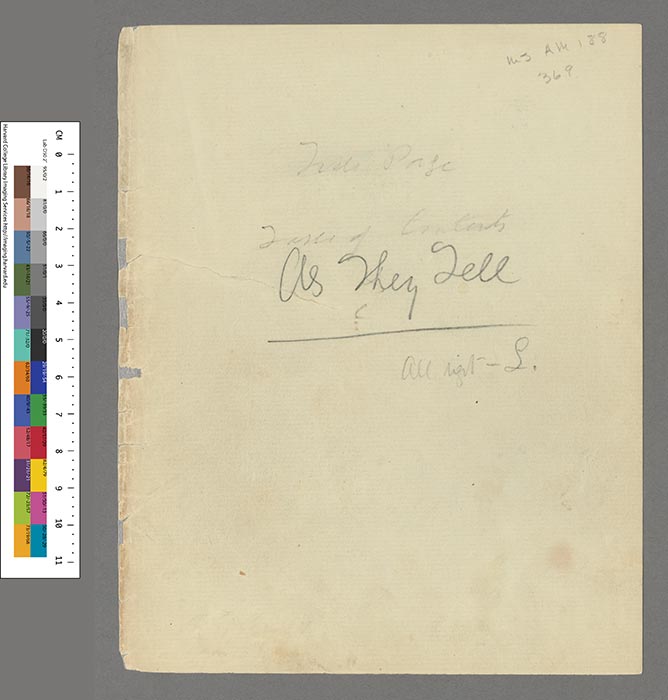 MS AM 188
369
Title Page
Table of Contents
As They Fell
All right – L.
CM 0 1 2 3 4 5 6 7 8 9 10 11
Harvard College Library Imaging Services http://imaging.harvard.edu